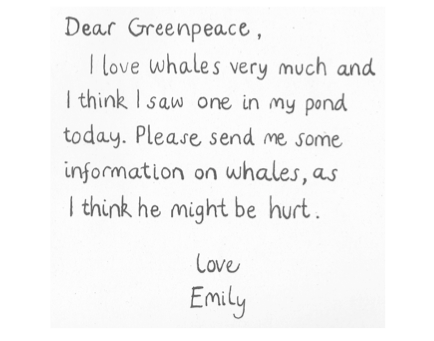 Dear Greenpeace,
I love whales very much and
I think I saw one in my pond
today. Please send me some
information on whales, as
I think he might be hurt.
Love
Emily